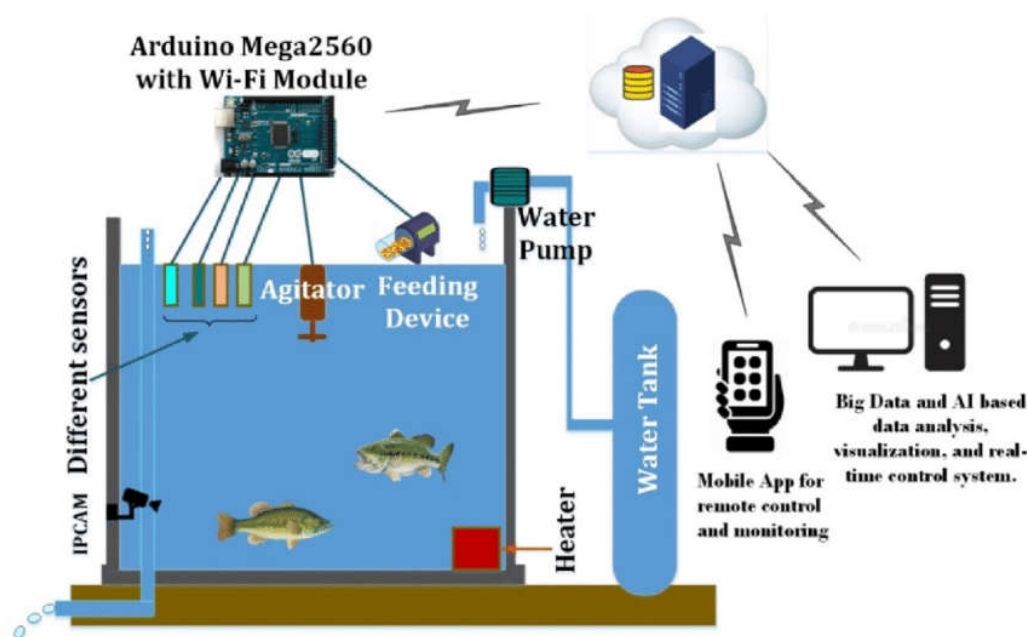 Arduino Mega2560
with Wi-Fi Module
Water
Pump
Agitator
Feeding
Device
Different sensors
IPCAM
Heater
Water Tank
Mobile App for
remote control
and monitoring
Big Data and AI based
data analysis,
visualization, and real-
time control system.